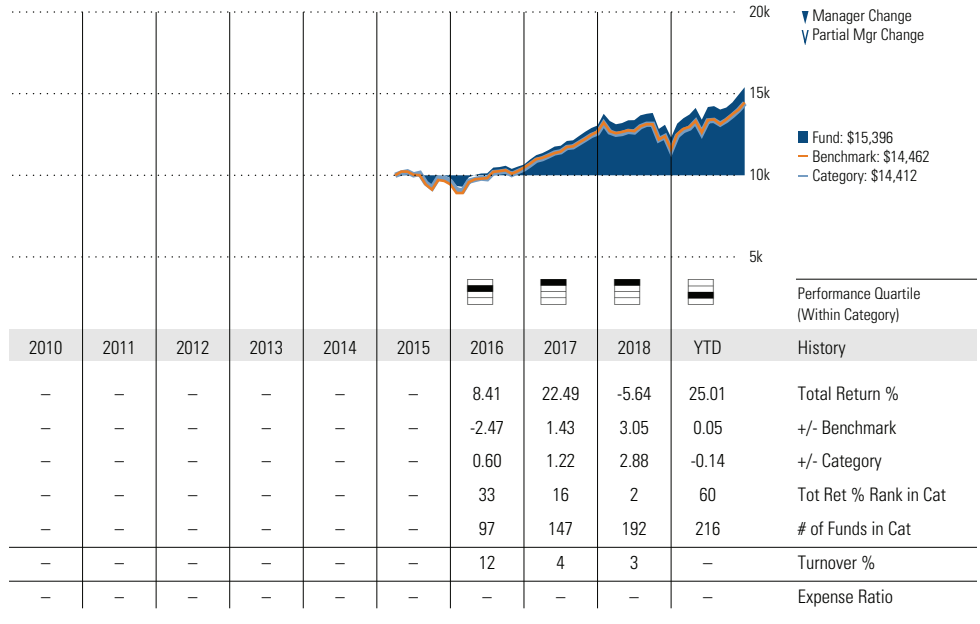 20k
Manager Change
Partial Mgr Change
15k
Fund: $15,396
Benchmark: $14,462
10k
Category: $14,412
5k
Performance Quartile
(Within Category)
2010 2011 2012 2013 2014 2015 2016 2017 2018 YTD History
– – – – – – 8.41 22.49 -5.64 25.01 Total Return %
– – – – – – -2.47 1.43 3.05 0.05 +/- Benchmark
– – – – – – 0.60 1.22 2.88 -0.14 +/- Category
– – – – – – 33 16 2 60 Tot Ret % Rank in Cat
– – – – – – 97 147 192 216 # of Funds in Cat
– – – – – – 12 4 3 – Turnover %
– – – – – – – – – – Expense Ratio